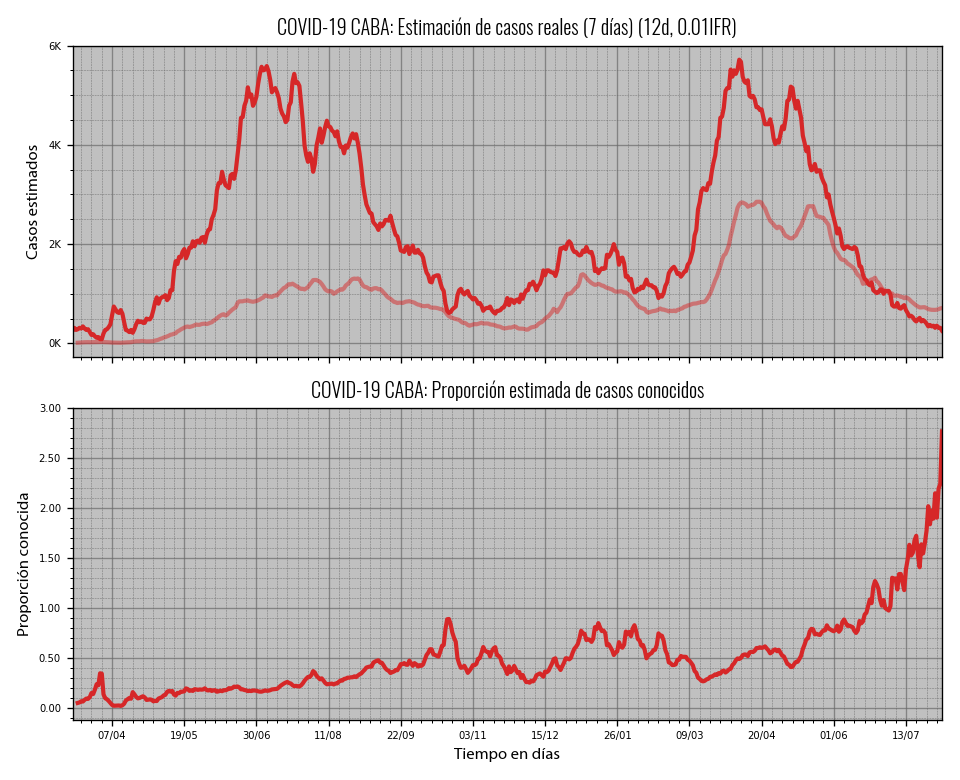 COVID-19 CABA: Estimación de casos reales (7 días) (12d, 0.01IFR)
6K
4K
2K
0K
Casos estimados
COVID-19 CABA: Proporción estimada de casos conocidos
3.00
2.50
2.00
1.50
1.00
0.50
0.00
Proporción conocida
07/04 19/05 30/06 11/08 22/09 03/11 15/12 26/01 09/03 20/04 01/06 13/07
Tiempo en días